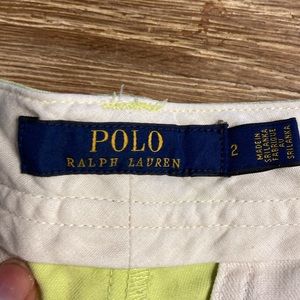 POLO
RALPH LAUREN
2
MADE IN
SRI LANKA
FABRIQUE
AU
SRI LANKA